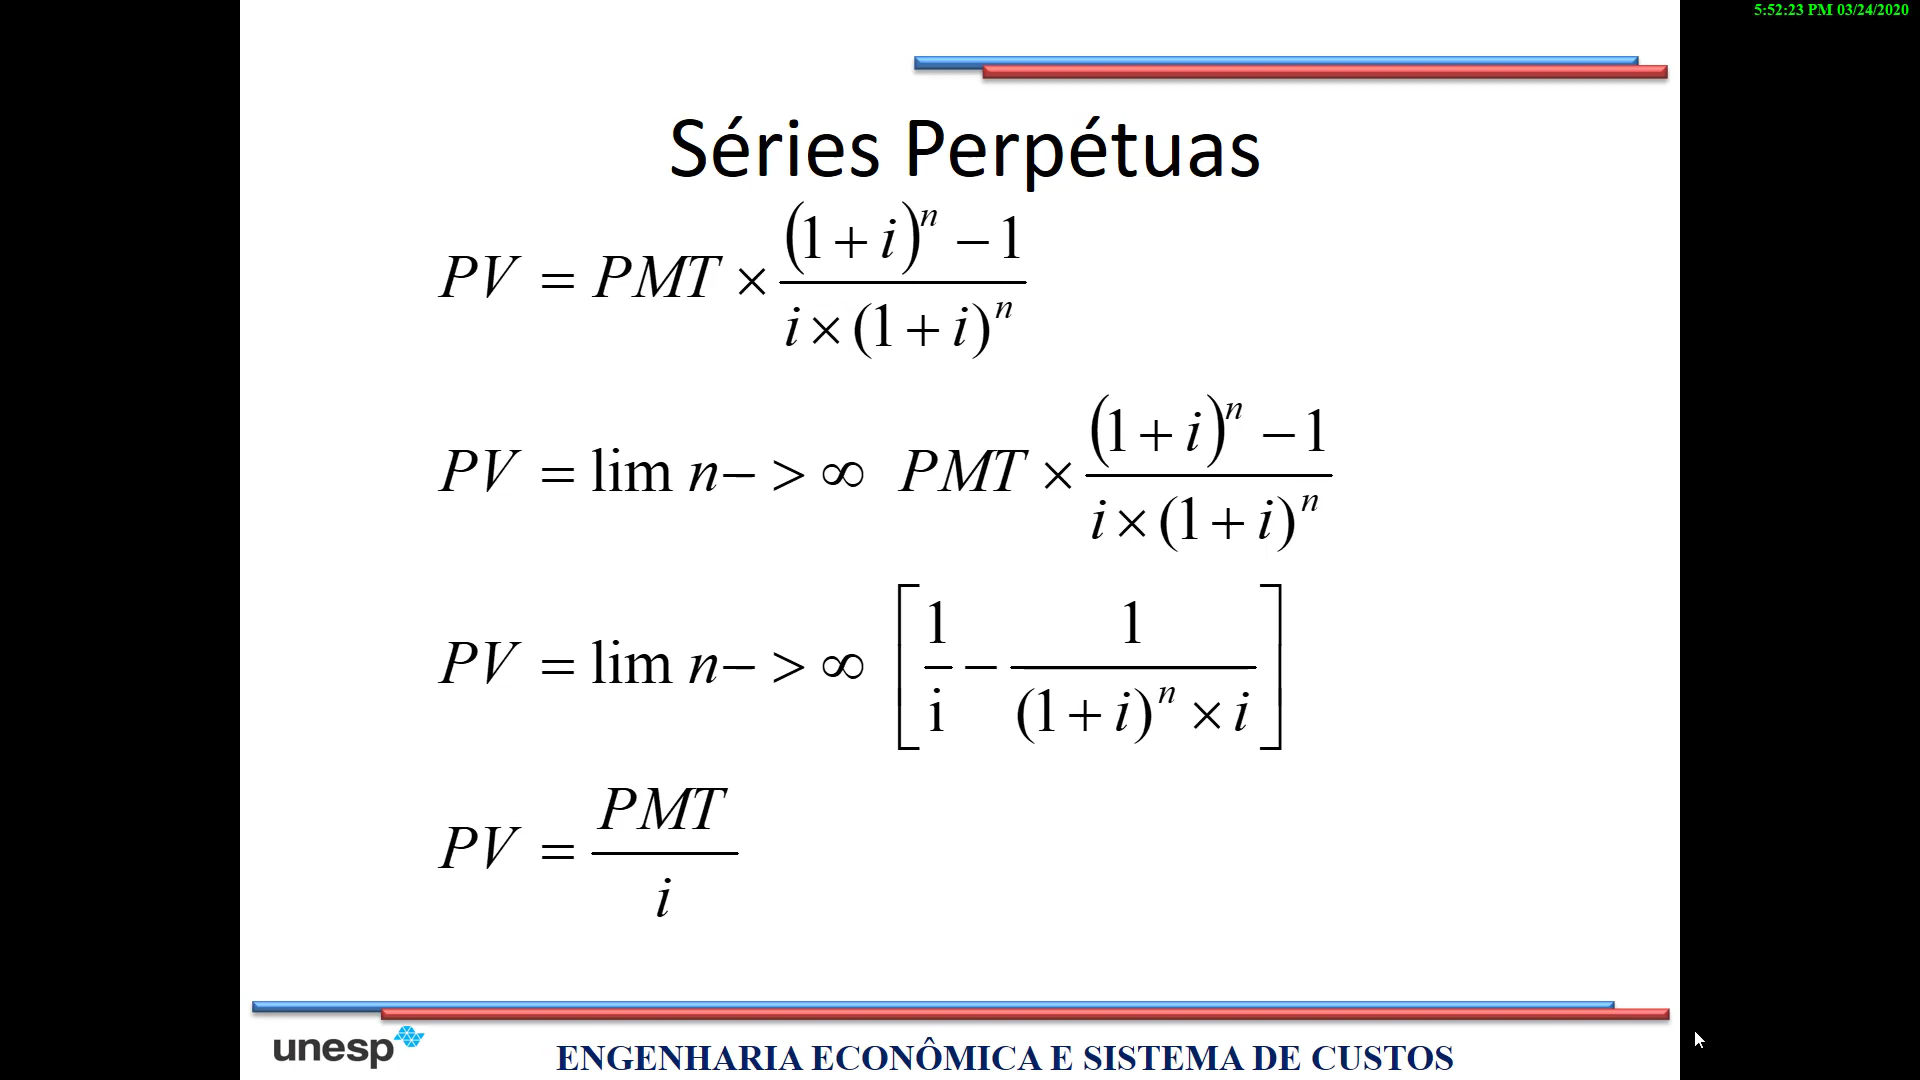 5:52:23 PM 03/24/2020
Séries Perpétuas
PV = PMT × ((1 + i)^n − 1) / (i × (1 + i)^n)
PV = lim n− > ∞ PMT × ((1 + i)^n − 1) / (i × (1 + i)^n)
PV = lim n− > ∞ [1/i − 1/((1 + i)^n × i)]
PV = PMT / i
unesp
ENGENHARIA ECONÔMICA E SISTEMA DE CUSTOS